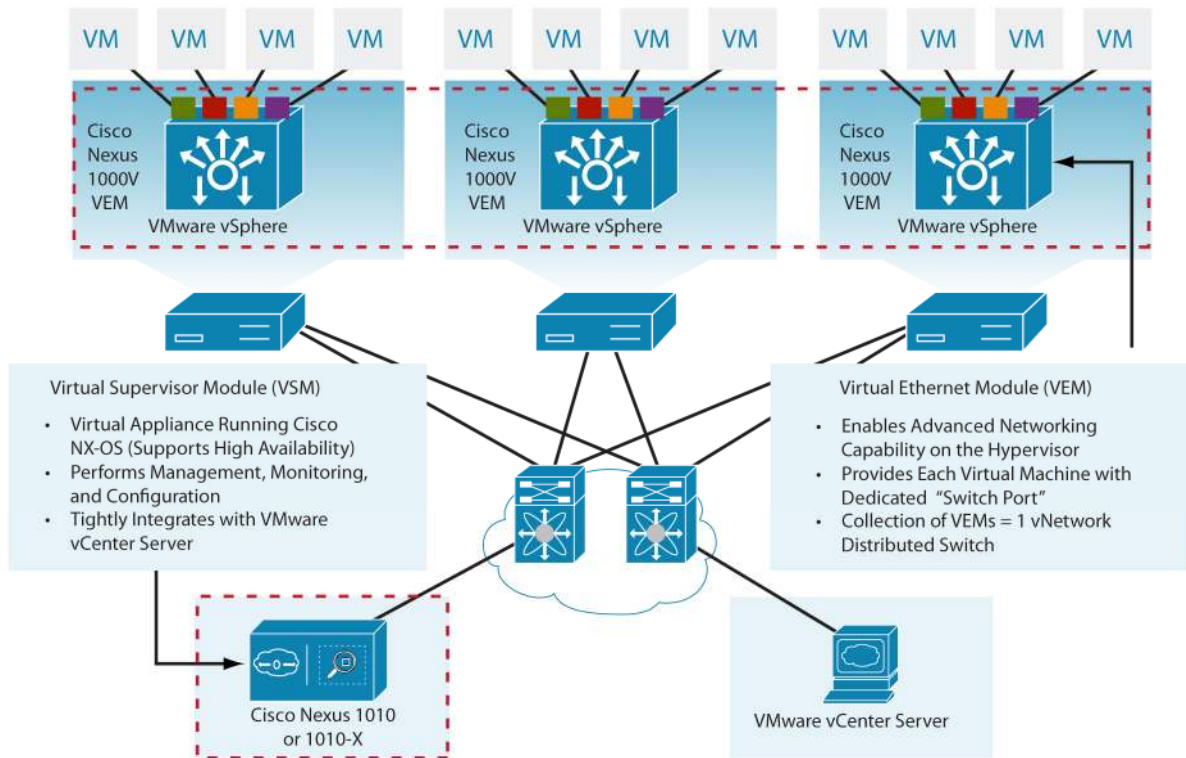 VM VM VM VM VM VM VM VM VM VM VM VM
Cisco
Nexus
1000V
VEM
VMware vSphere
Cisco
Nexus
1000V
VEM
VMware vSphere
Cisco
Nexus
1000V
VEM
VMware vSphere
Virtual Supervisor Module (VSM)
• Virtual Appliance Running Cisco
NX-OS (Supports High Availability)
• Performs Management, Monitoring,
and Configuration
• Tightly Integrates with VMware
vCenter Server
Virtual Ethernet Module (VEM)
• Enables Advanced Networking
Capability on the Hypervisor
• Provides Each Virtual Machine with
Dedicated “Switch Port”
• Collection of VEMs = 1 vNetwork
Distributed Switch
Cisco Nexus 1010
or 1010-X
VMware vCenter Server